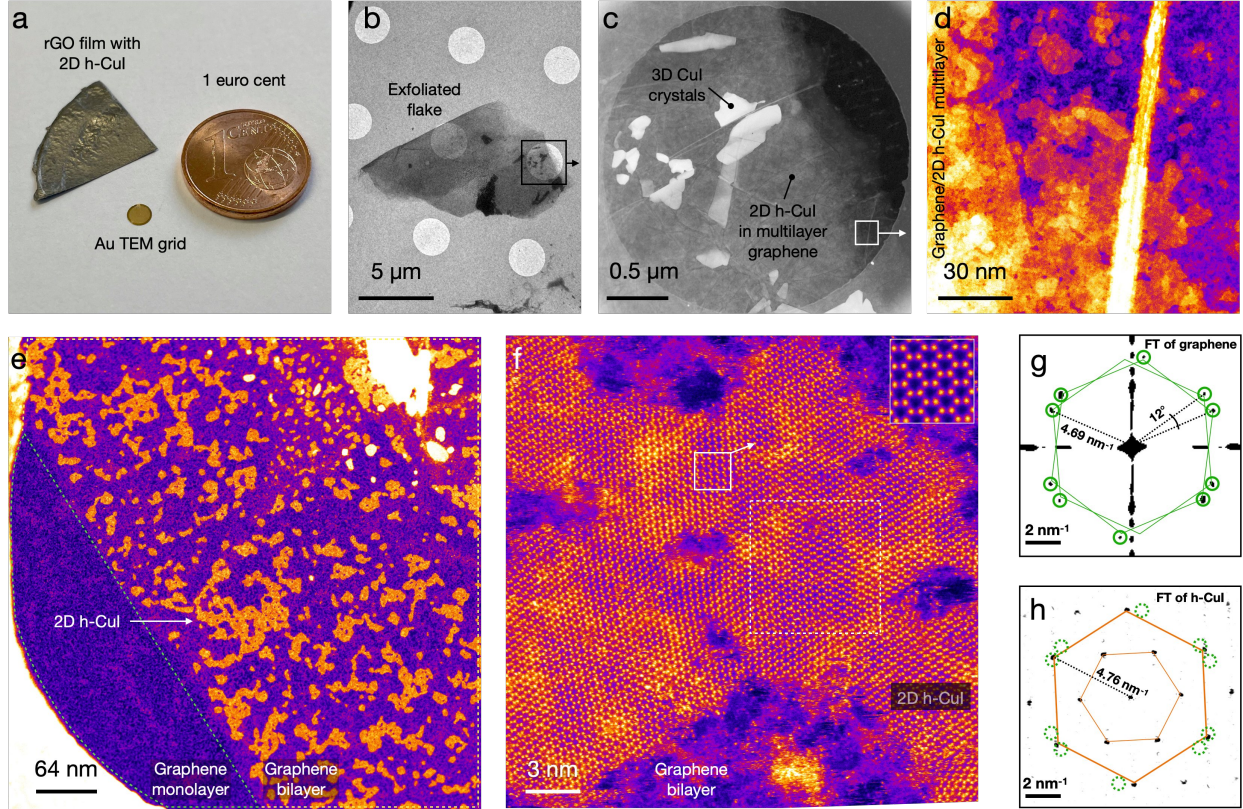 a
rGO film with
2D h-CuI
1 euro cent
Au TEM grid
b
Exfoliated
flake
5 µm
c
3D CuI
crystals
2D h-CuI
in multilayer
graphene
0.5 µm
d
Graphene/2D h-CuI multilayer
30 nm
e
2D h-CuI
64 nm
Graphene
monolayer
Graphene
bilayer
f
2D h-CuI
3 nm
Graphene
bilayer
g
FT of graphene
12°
4.69 nm⁻¹
2 nm⁻¹
h
FT of h-CuI
4.76 nm⁻¹
2 nm⁻¹